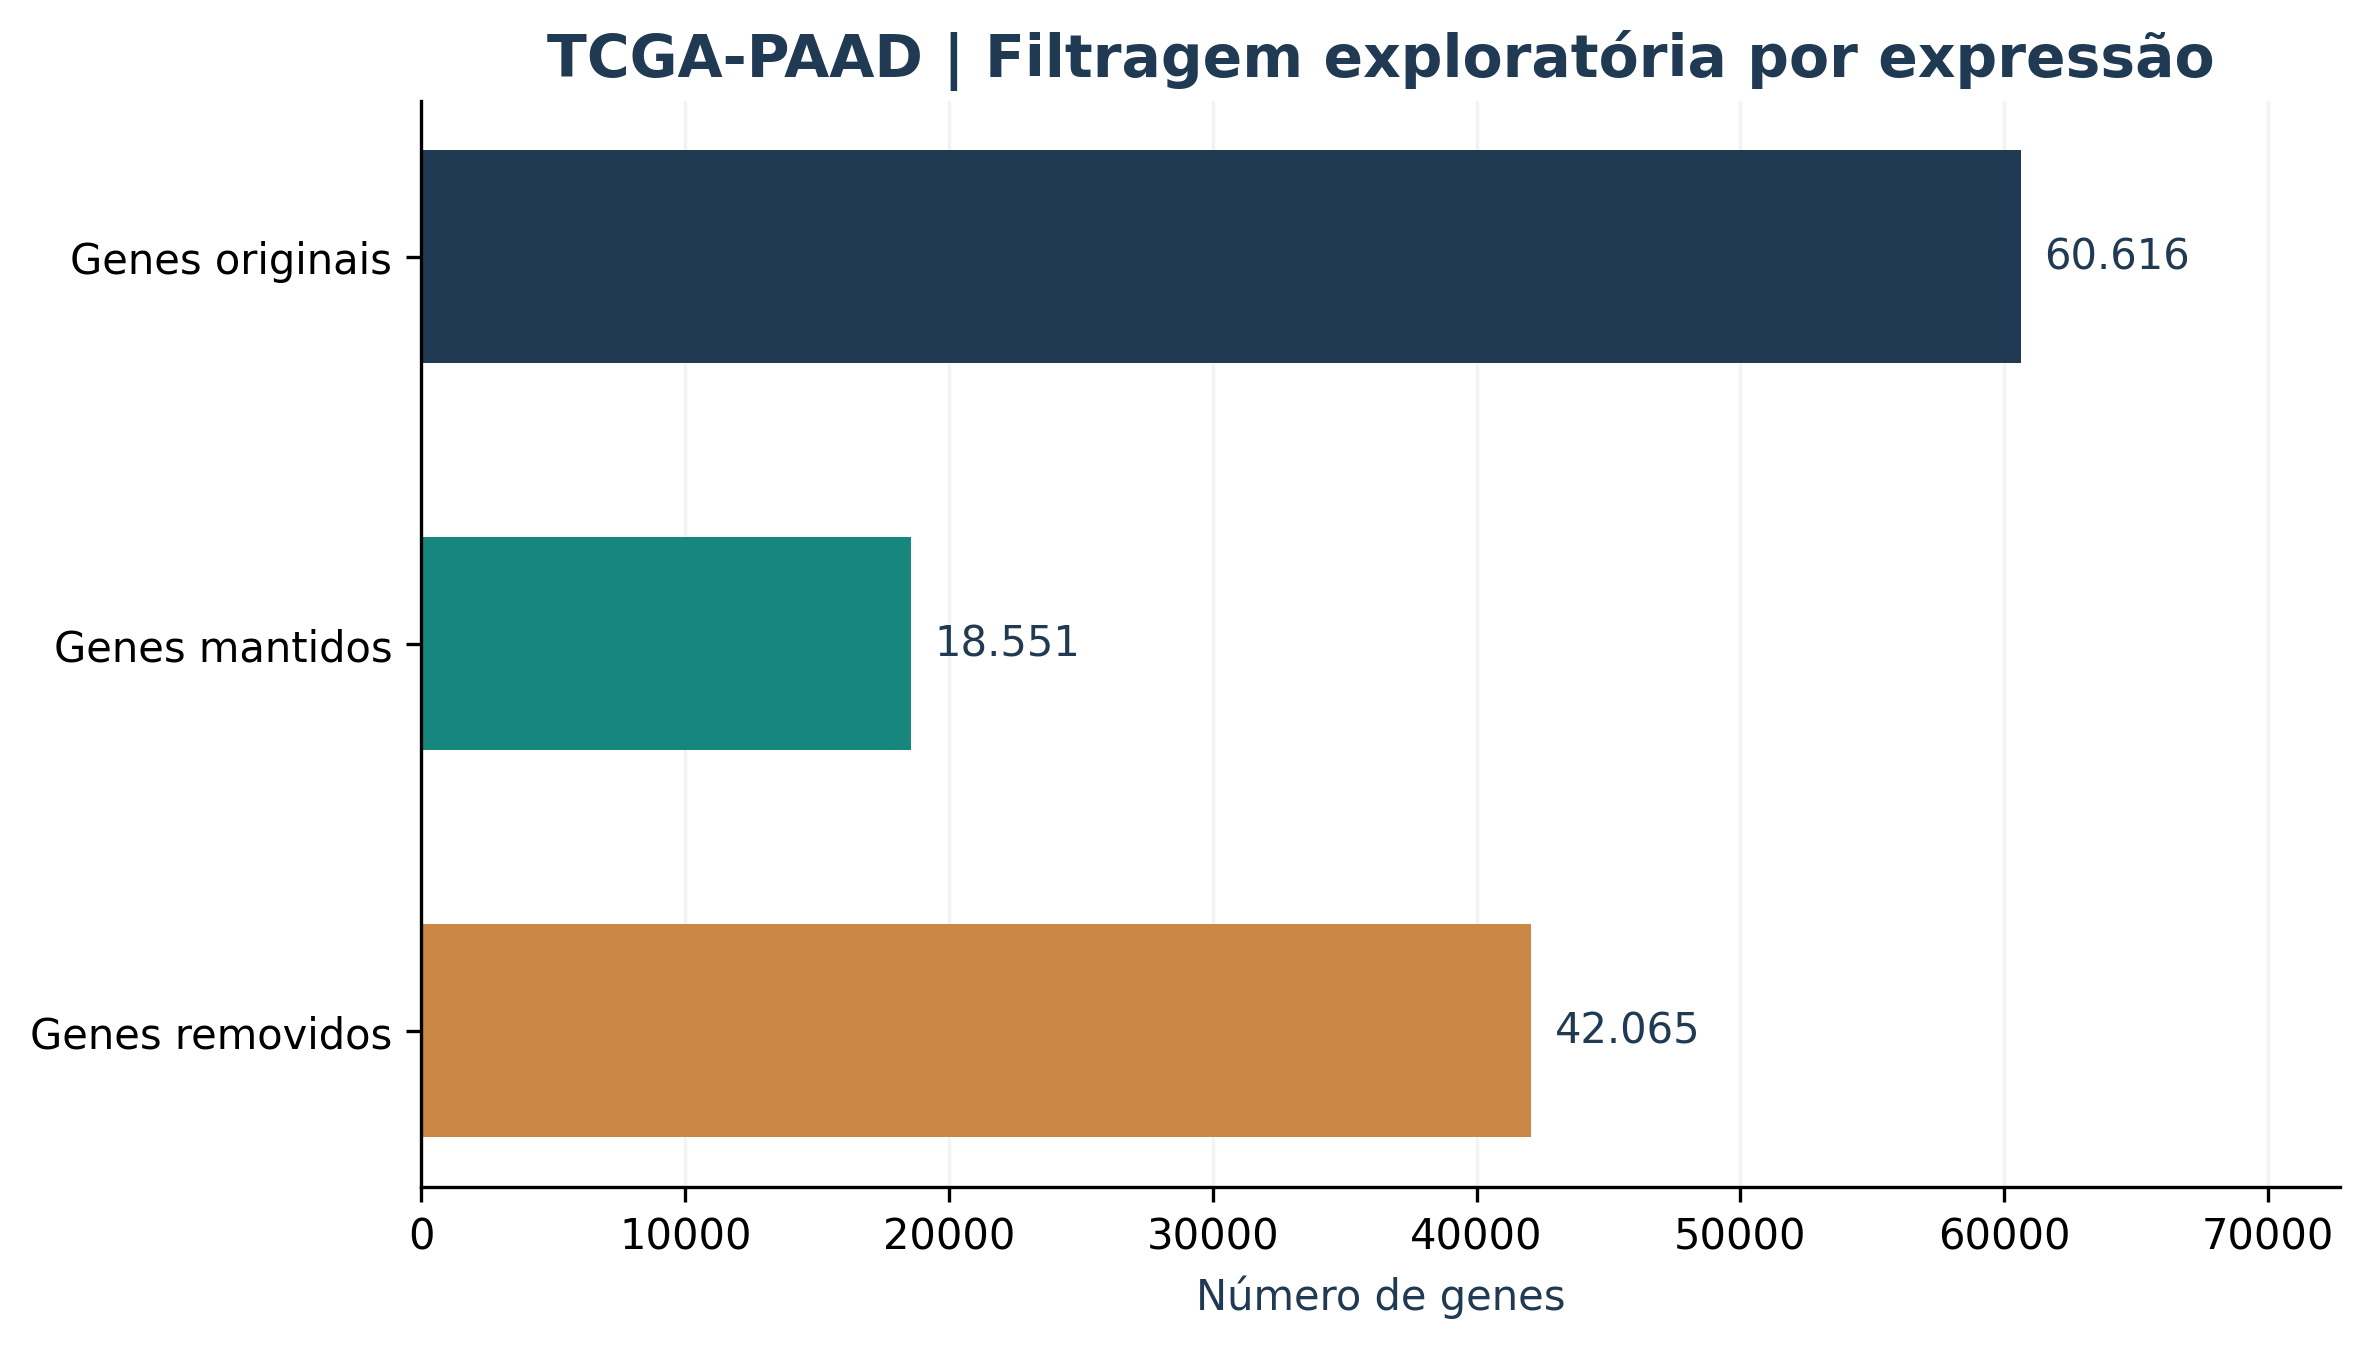 TCGA-PAAD | Filtragem exploratória por expressão
Genes originais
60.616
Genes mantidos
18.551
Genes removidos
42.065
0 10000 20000 30000 40000 50000 60000 70000
Número de genes